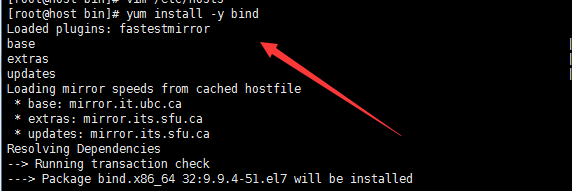 [root@host bin]# vim /etc/hosts
[root@host bin]# yum install -y bind
Loaded plugins: fastestmirror
base
extras
updates
Loading mirror speeds from cached hostfile
* base: mirror.it.ubc.ca
* extras: mirror.its.sfu.ca
* updates: mirror.its.sfu.ca
Resolving Dependencies
--> Running transaction check
---> Package bind.x86_64 32:9.9.4-51.el7 will be installed